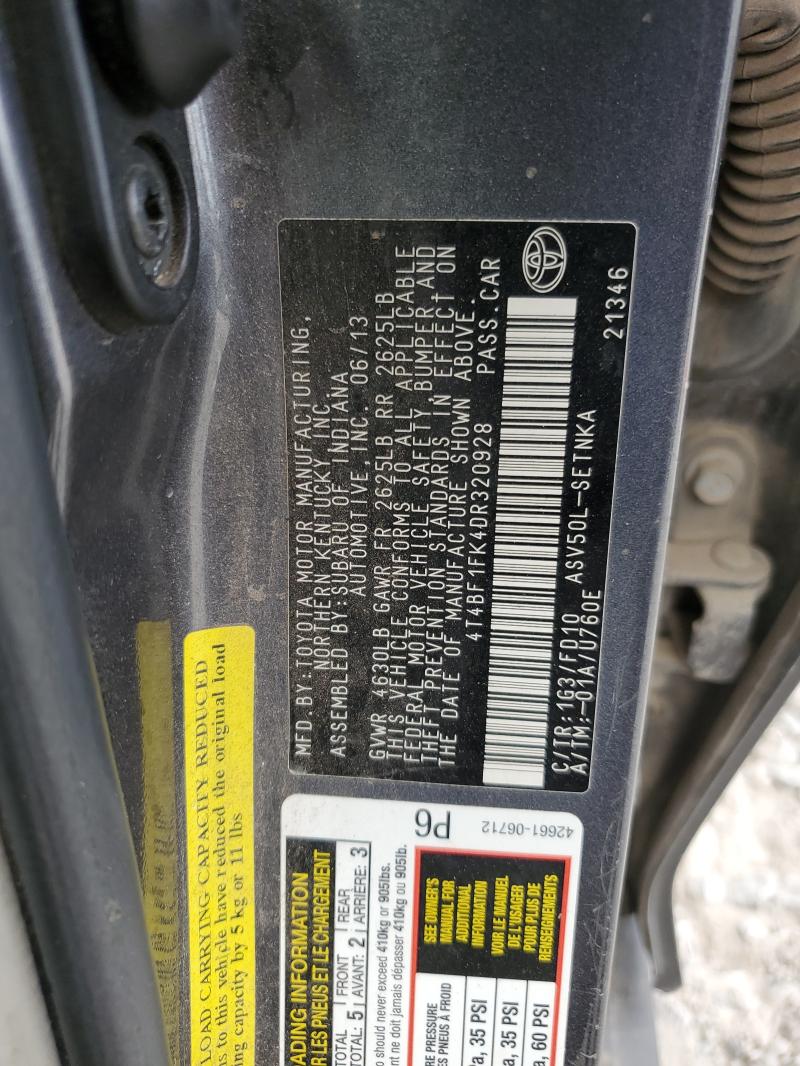 MFD. BY:TOYOTA MOTOR MANUFACTURING,
NORTHERN KENTUCKY, INC.
ASSEMBLED BY:SUBARU OF INDIANA
AUTOMOTIVE, INC. 06/13
GVWR 4630LB GAWR FR 2625LB RR 2625LB
THIS VEHICLE CONFORMS TO ALL APPLICABLE
FEDERAL MOTOR VEHICLE SAFETY, BUMPER, AND
THEFT PREVENTION STANDARDS IN EFFECT ON
THE DATE OF MANUFACTURE SHOWN ABOVE.
4T4BF1FK4DR320928 PASS. CAR
C/TR:1G3/FD10 ASV50L-SETNKA
A/TM:-01A/U760E 21346
LOAD CARRYING CAPACITY REDUCED
s to this vehicle have reduced the original load
ing capacity by 5 kg or 11 lbs
P6
42661-06712
ADING INFORMATION
R LES PNEUS ET LE CHARGEMENT
TOTAL 5 FRONT 2 REAR 3
TOTAL: AVANT: ARRIÈRE:
o should never exceed 410kg or 905lbs.
nt ne doit jamais dépasser 410kg ou 905lb.
RE PRESSURE
ES PNEUS À FROID
Pa, 35 PSI
a, 35 PSI
a, 60 PSI
SEE OWNER'S
MANUAL FOR
ADDITIONAL
INFORMATION
VOIR LE MANUEL
DE L'USAGER
POUR PLUS DE
RENSEIGNEMENTS